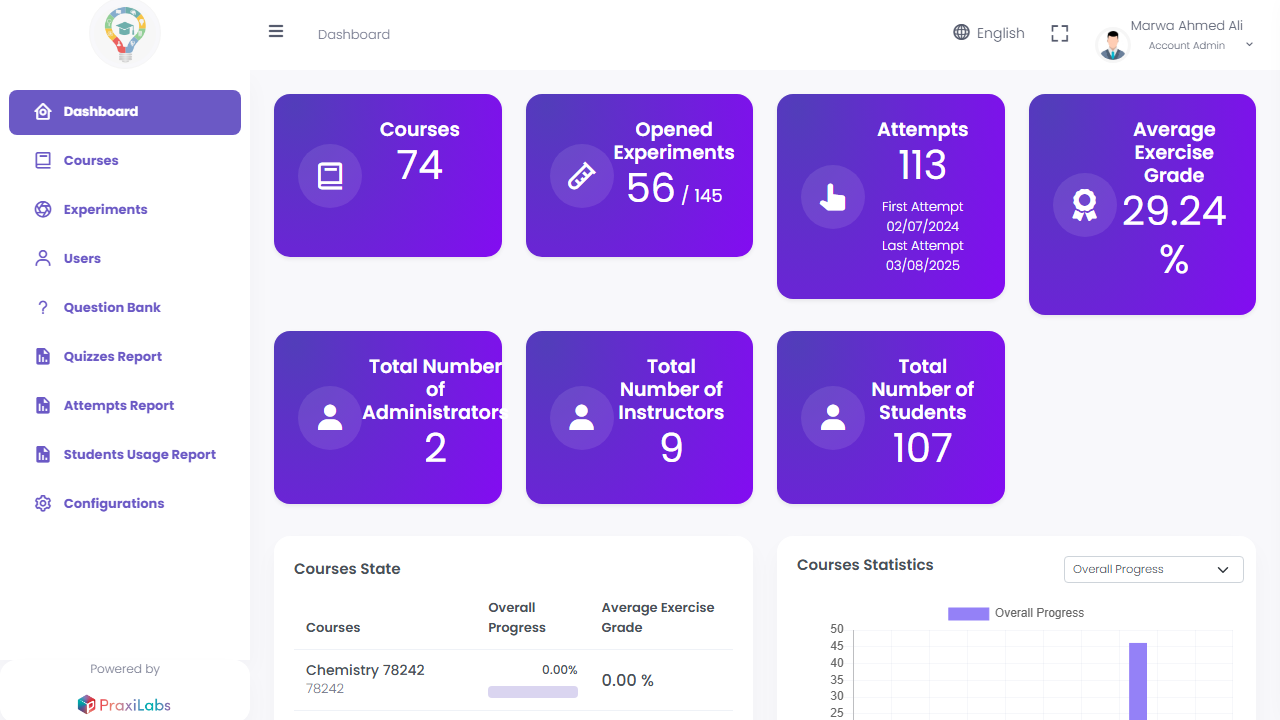 Dashboard
English
Marwa Ahmed Ali
Account Admin
Dashboard
Courses
Experiments
Users
Question Bank
Quizzes Report
Attempts Report
Students Usage Report
Configurations
Powered by
PraxiLabs
Courses
74
Opened
Experiments
56 / 145
Attempts
113
First Attempt
02/07/2024
Last Attempt
03/08/2025
Average
Exercise
Grade
29.24
%
Total Number
of
Administrators
2
Total
Number of
Instructors
9
Total
Number of
Students
107
Courses State
Courses
Overall
Progress
Average Exercise
Grade
Chemistry 78242
78242
0.00%
0.00 %
Courses Statistics
Overall Progress
Overall Progress
50
45
40
35
30
25